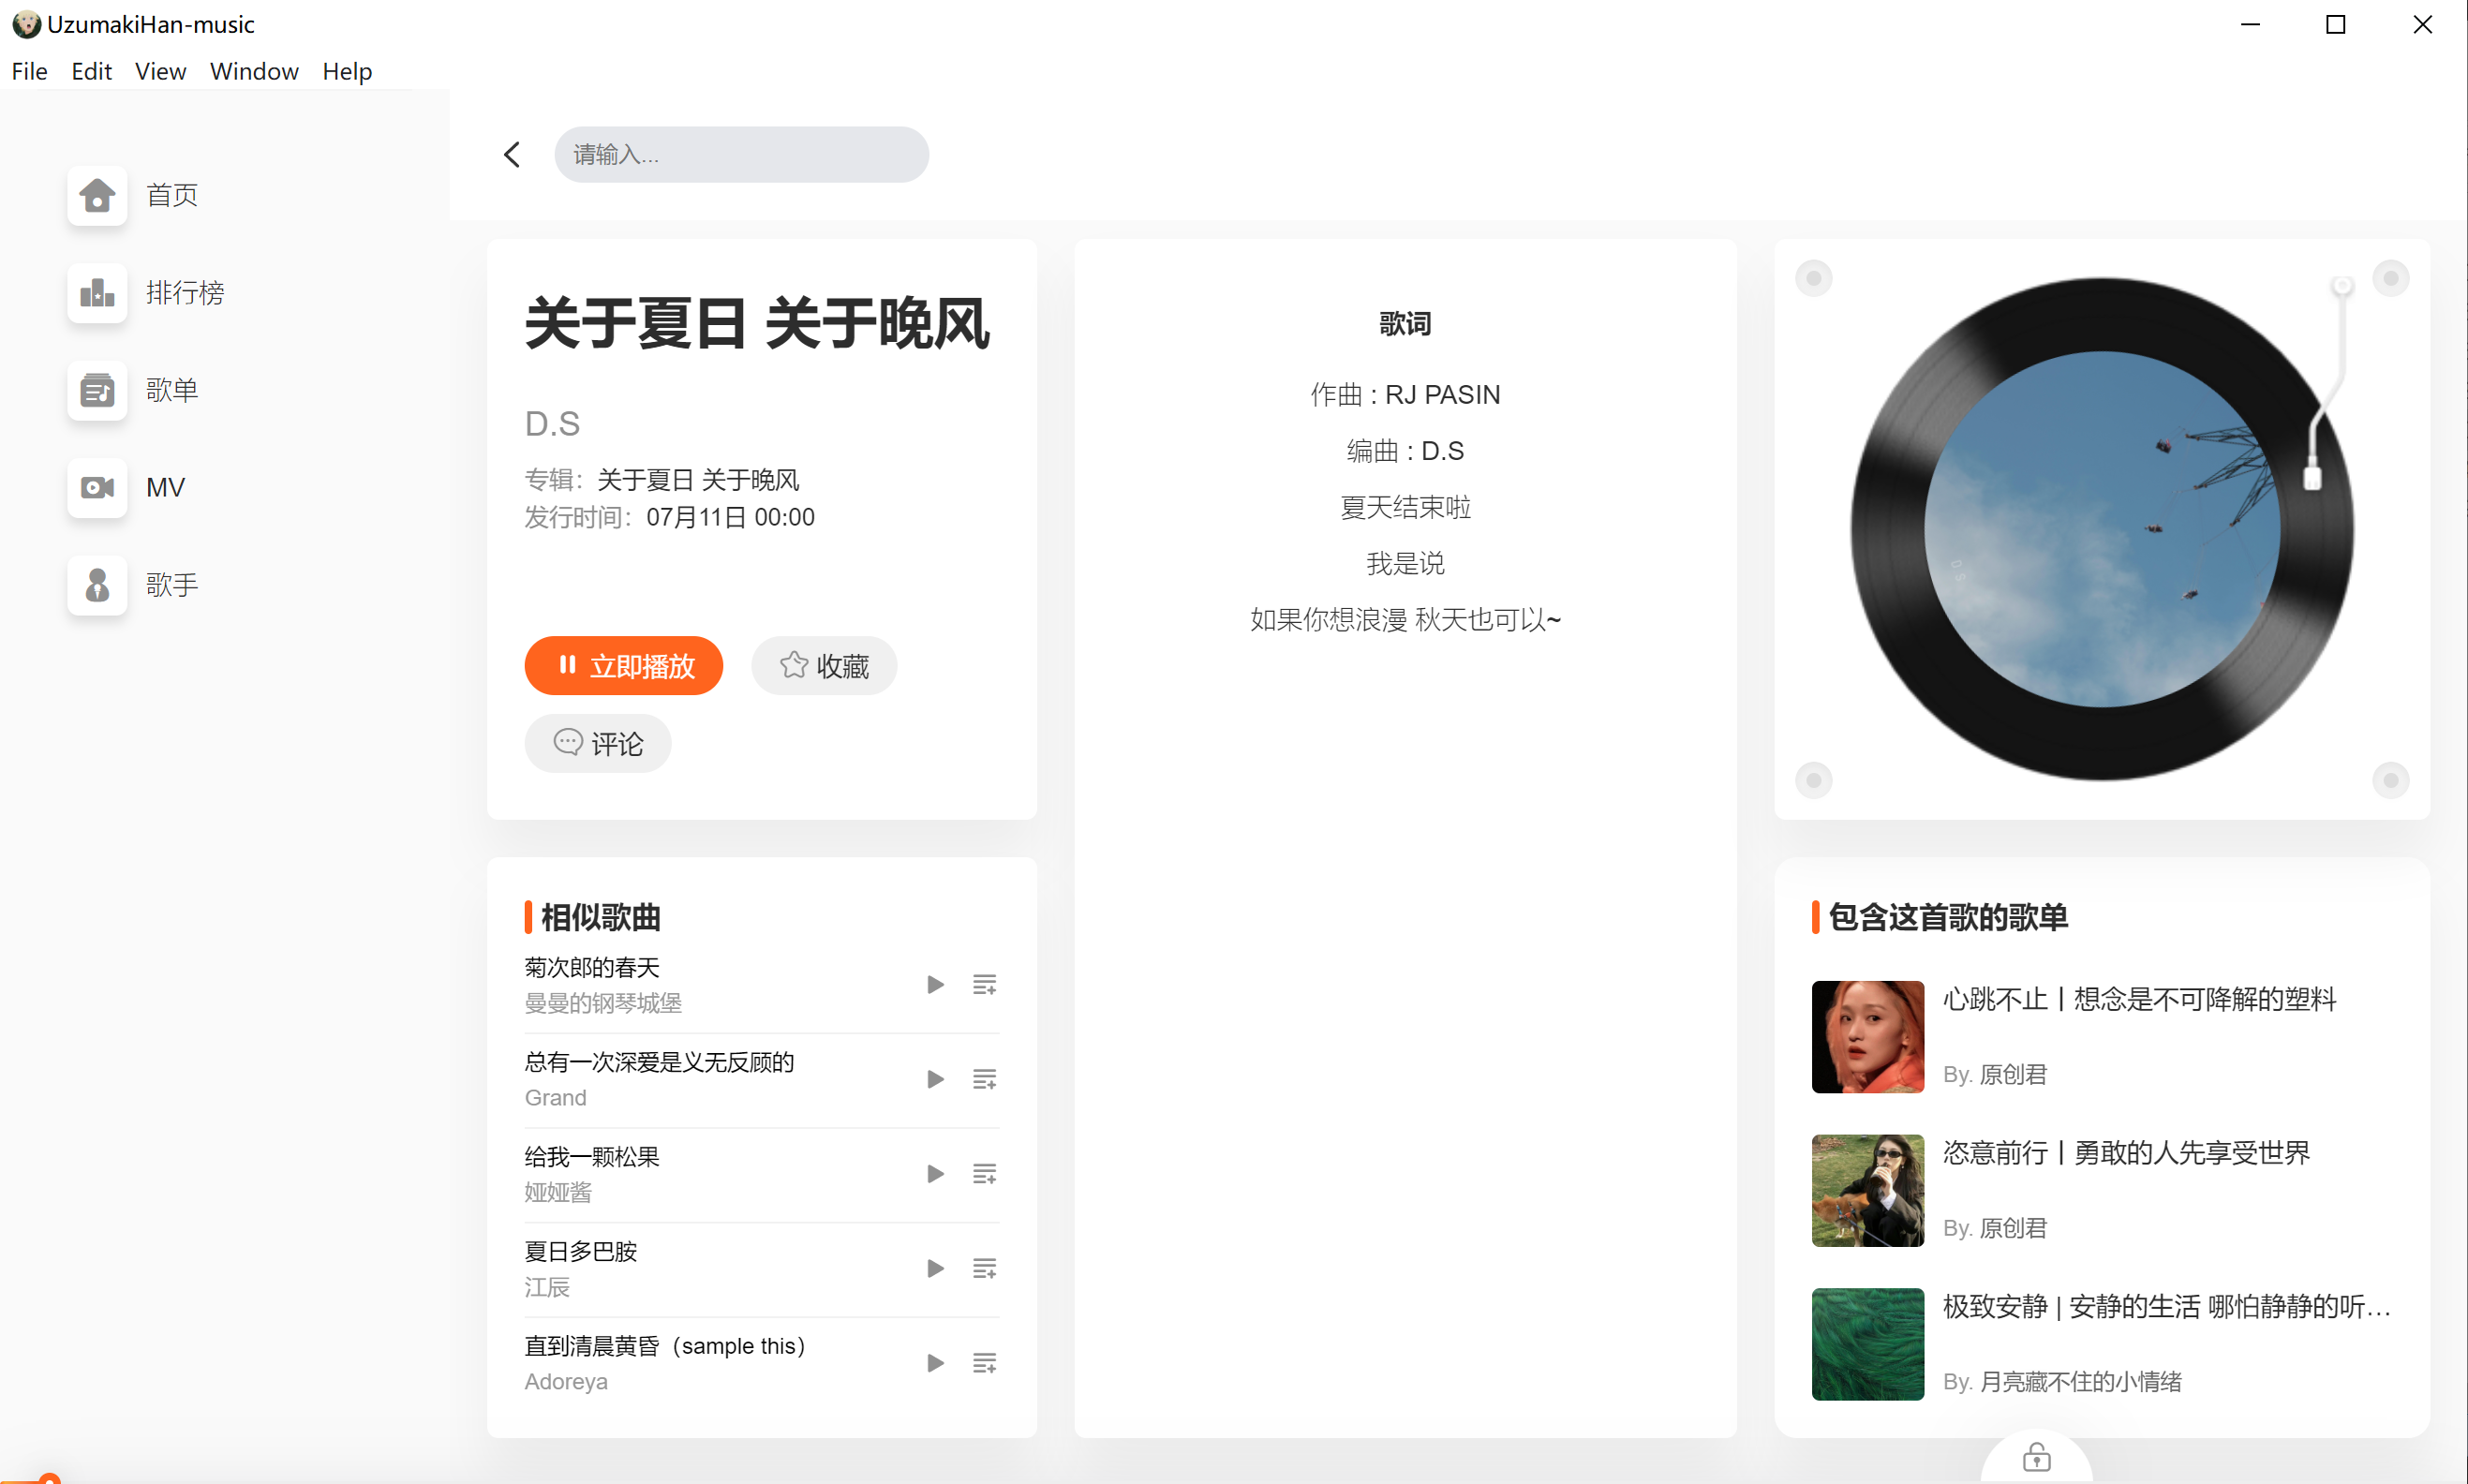 UzumakiHan-music
File Edit View Window Help
请输入...
首页
排行榜
歌单
MV
歌手
关于夏日 关于晚风
D.S
专辑：关于夏日 关于晚风
发行时间：07月11日 00:00
立即播放
收藏
评论
歌词
作曲 : RJ PASIN
编曲 : D.S
夏天结束啦
我是说
如果你想浪漫 秋天也可以~
D S
相似歌曲
菊次郎的春天
曼曼的钢琴城堡
总有一次深爱是义无反顾的
Grand
给我一颗松果
娅娅酱
夏日多巴胺
江辰
直到清晨黄昏（sample this）
Adoreya
包含这首歌的歌单
心跳不止丨想念是不可降解的塑料
By. 原创君
恣意前行丨勇敢的人先享受世界
By. 原创君
极致安静 | 安静的生活 哪怕静静的听…
By. 月亮藏不住的小情绪